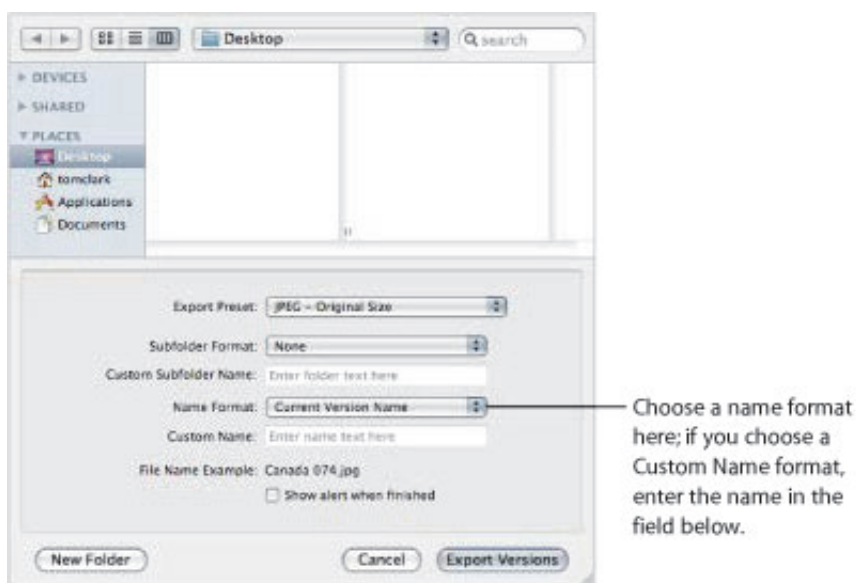 Desktop
search
DEVICES
SHARED
PLACES
Desktop
tomclark
Applications
Documents
Export Preset: JPEG – Original Size
Subfolder Format: None
Custom Subfolder Name: Enter folder text here
Name Format: Current Version Name
Custom Name: Enter name text here
File Name Example: Canada 074.jpg
Show alert when finished
New Folder
Cancel
Export Versions
Choose a name format
here; if you choose a
Custom Name format,
enter the name in the
field below.